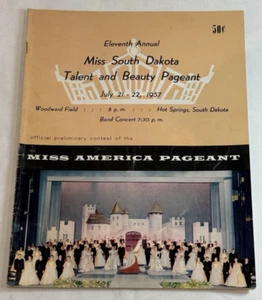 50¢
Eleventh Annual
Miss South Dakota
Talent and Beauty Pageant
July 21-22, 1957
Woodward Field : : : 8 p.m. : : : Hot Springs, South Dakota
Band Concert 7:30 p.m.
official preliminary contest of the
MISS AMERICA PAGEANT